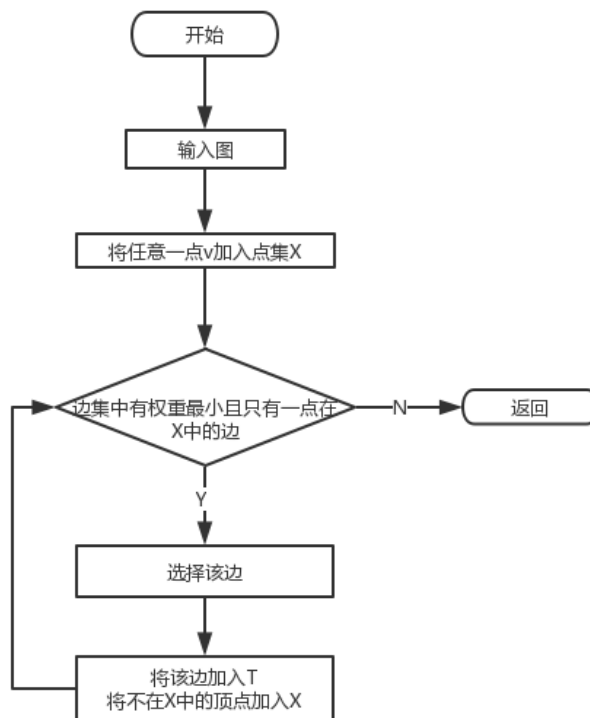 开始
输入图
将任意一点v加入点集X
边集中有权重最小且只有一点在
X中的边
N
返回
Y
选择该边
将该边加入T
将不在X中的顶点加入X